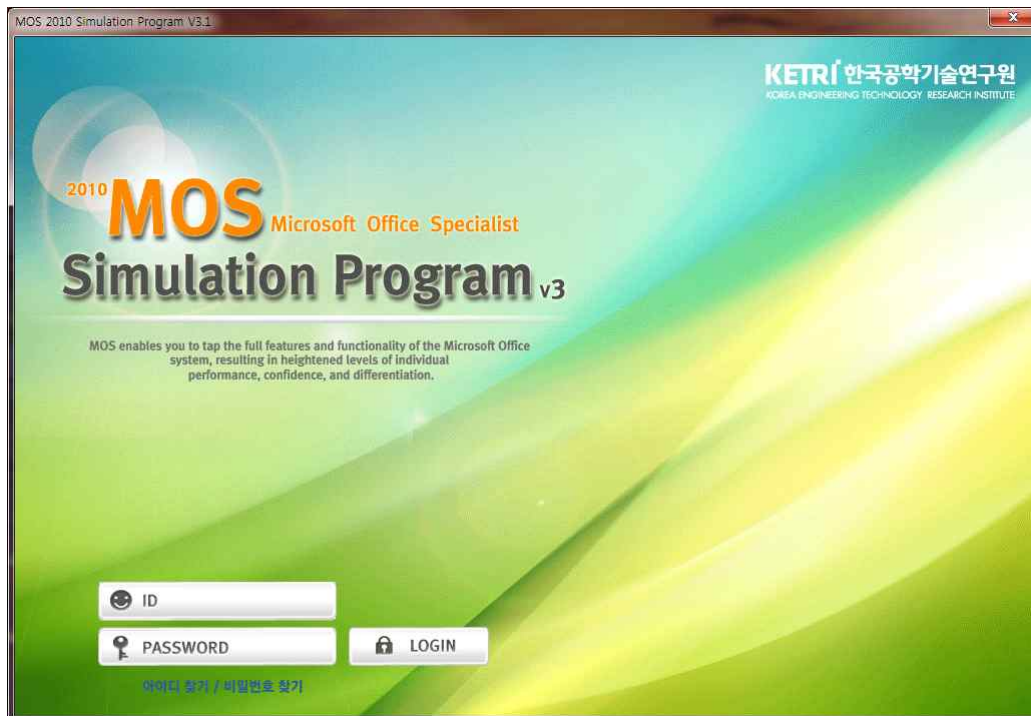 MOS 2010 Simulation Program V3.1
KETRI 한국공학기술연구원
KOREA ENGINEERING TECHNOLOGY RESEARCH INSTITUTE
2010 MOS Microsoft Office Specialist
Simulation Program v3
MOS enables you to tap the full features and functionality of the Microsoft Office
system, resulting in heightened levels of individual
performance, confidence, and differentiation.
ID
PASSWORD
LOGIN
아이디 찾기 / 비밀번호 찾기